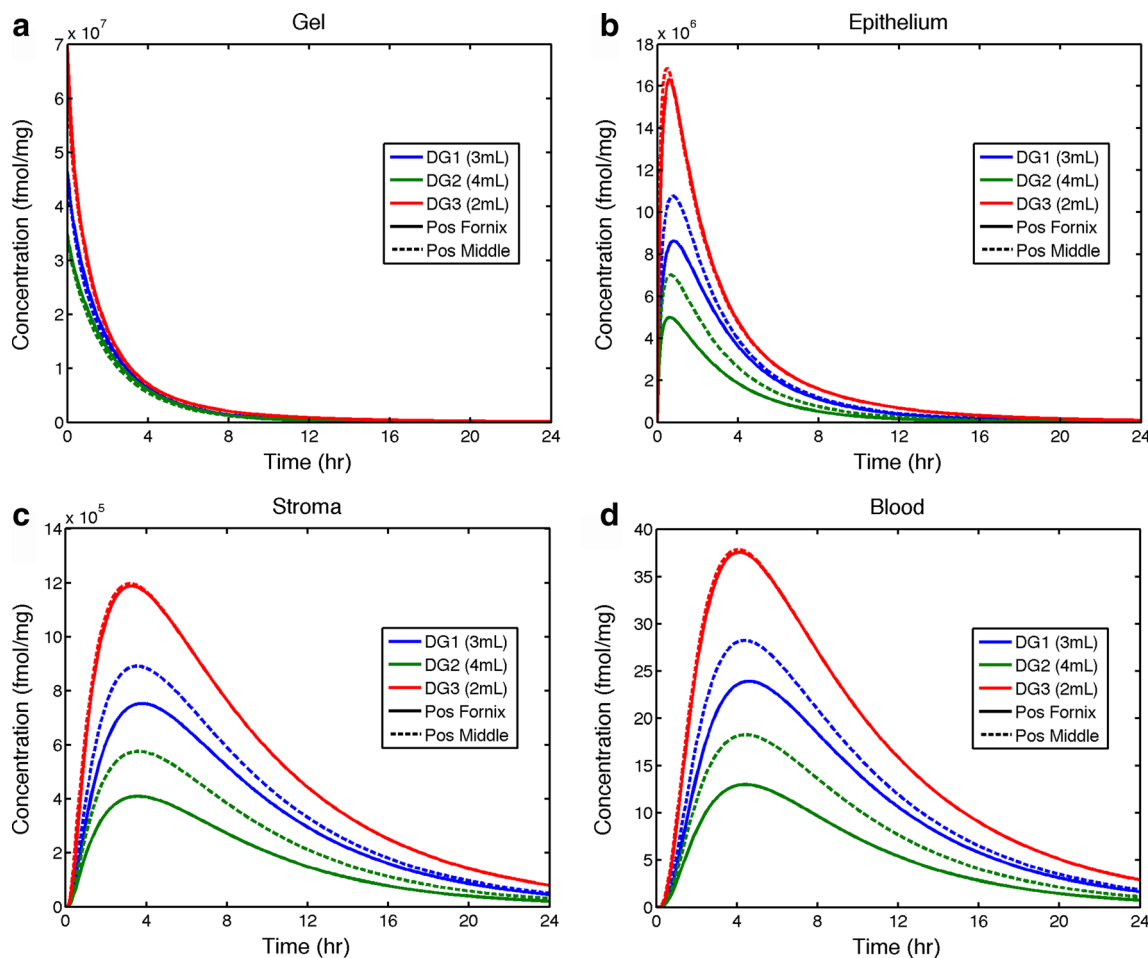 a
Gel
x 10^7
Concentration (fmol/mg)
7
6
5
4
3
2
1
0
0 4 8 12 16 20 24
Time (hr)
DG1 (3mL)
DG2 (4mL)
DG3 (2mL)
Pos Fornix
Pos Middle
b
Epithelium
x 10^6
Concentration (fmol/mg)
18
16
14
12
10
8
6
4
2
0
0 4 8 12 16 20 24
Time (hr)
DG1 (3mL)
DG2 (4mL)
DG3 (2mL)
Pos Fornix
Pos Middle
c
Stroma
x 10^5
Concentration (fmol/mg)
14
12
10
8
6
4
2
0
0 4 8 12 16 20 24
Time (hr)
DG1 (3mL)
DG2 (4mL)
DG3 (2mL)
Pos Fornix
Pos Middle
d
Blood
Concentration (fmol/mg)
40
35
30
25
20
15
10
5
0
0 4 8 12 16 20 24
Time (hr)
DG1 (3mL)
DG2 (4mL)
DG3 (2mL)
Pos Fornix
Pos Middle